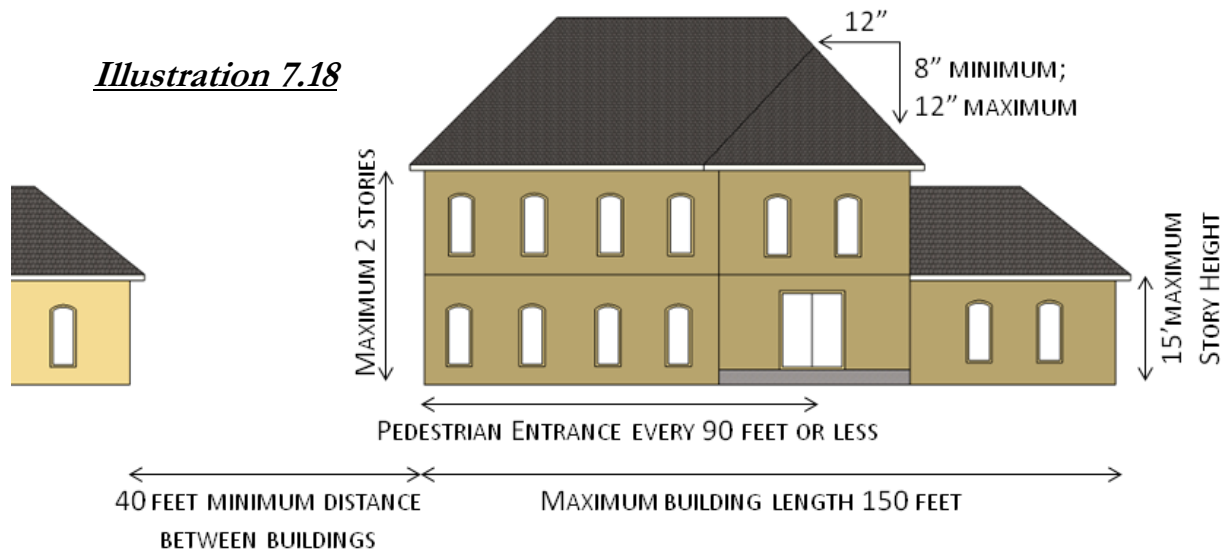 Illustration 7.18
12”
8” MINIMUM;
12” MAXIMUM
MAXIMUM 2 STORIES
15’MAXIMUM
STORY HEIGHT
PEDESTRIAN ENTRANCE EVERY 90 FEET OR LESS
40 FEET MINIMUM DISTANCE
BETWEEN BUILDINGS
MAXIMUM BUILDING LENGTH 150 FEET